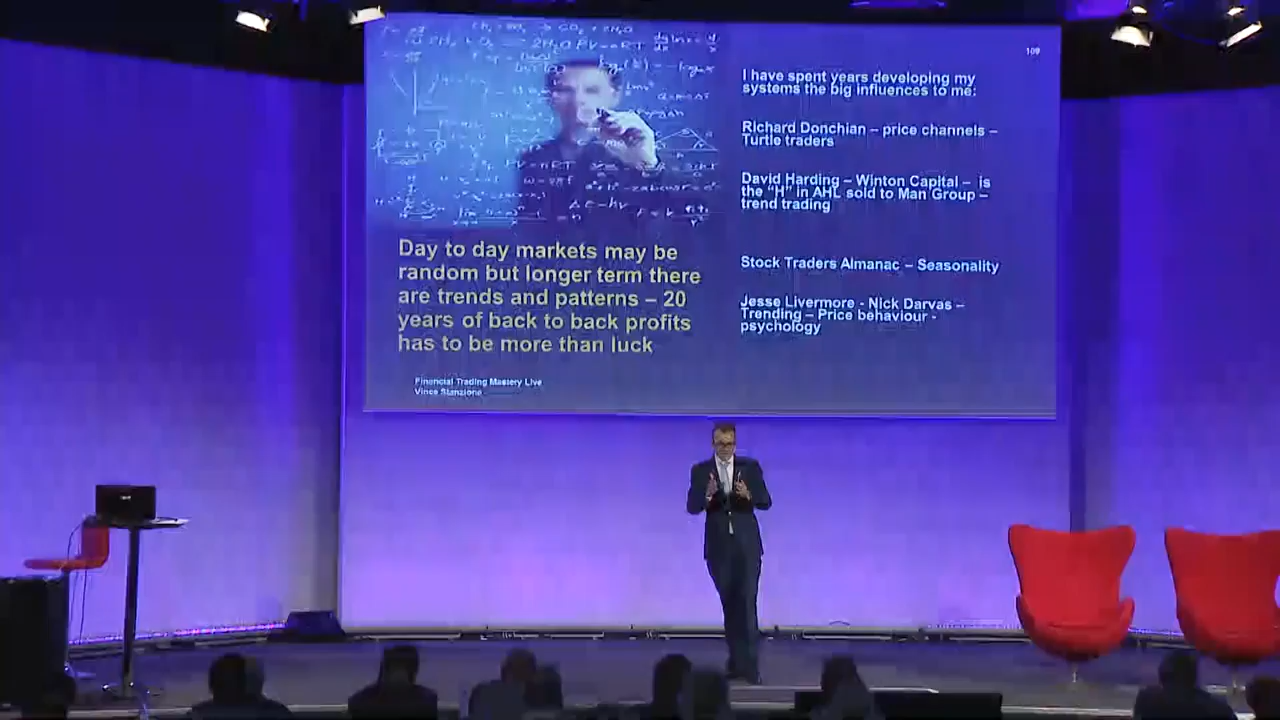 109
I have spent years developing my
systems the big influences to me:
Richard Donchian – price channels –
Turtle traders
David Harding – Winton Capital – is
the "H" in AHL sold to Man Group –
trend trading
Stock Traders Almanac – Seasonality
Jesse Livermore - Nick Darvas –
Trending – Price behaviour -
psychology
Day to day markets may be
random but longer term there
are trends and patterns – 20
years of back to back profits
has to be more than luck
Financial Trading Mastery Live
Vince Stanzione
2H₂O
PV=nRT